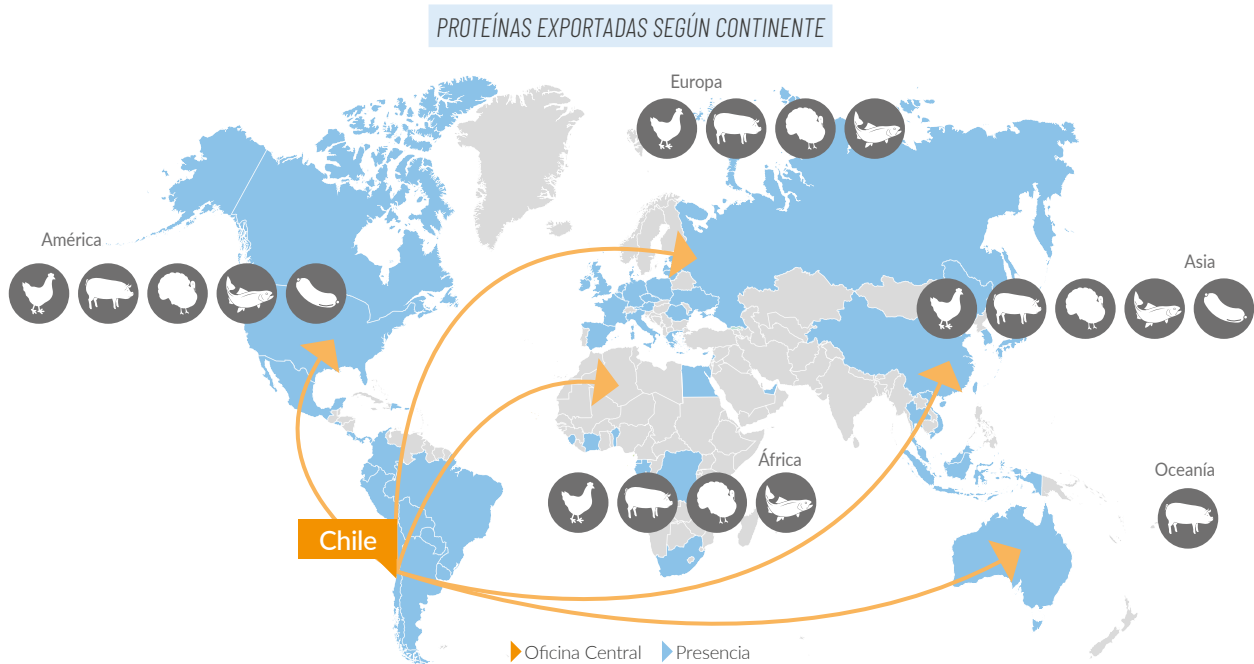 PROTEÍNAS EXPORTADAS SEGÚN CONTINENTE
Europa
América
Asia
África
Oceanía
Chile
Oficina Central
Presencia